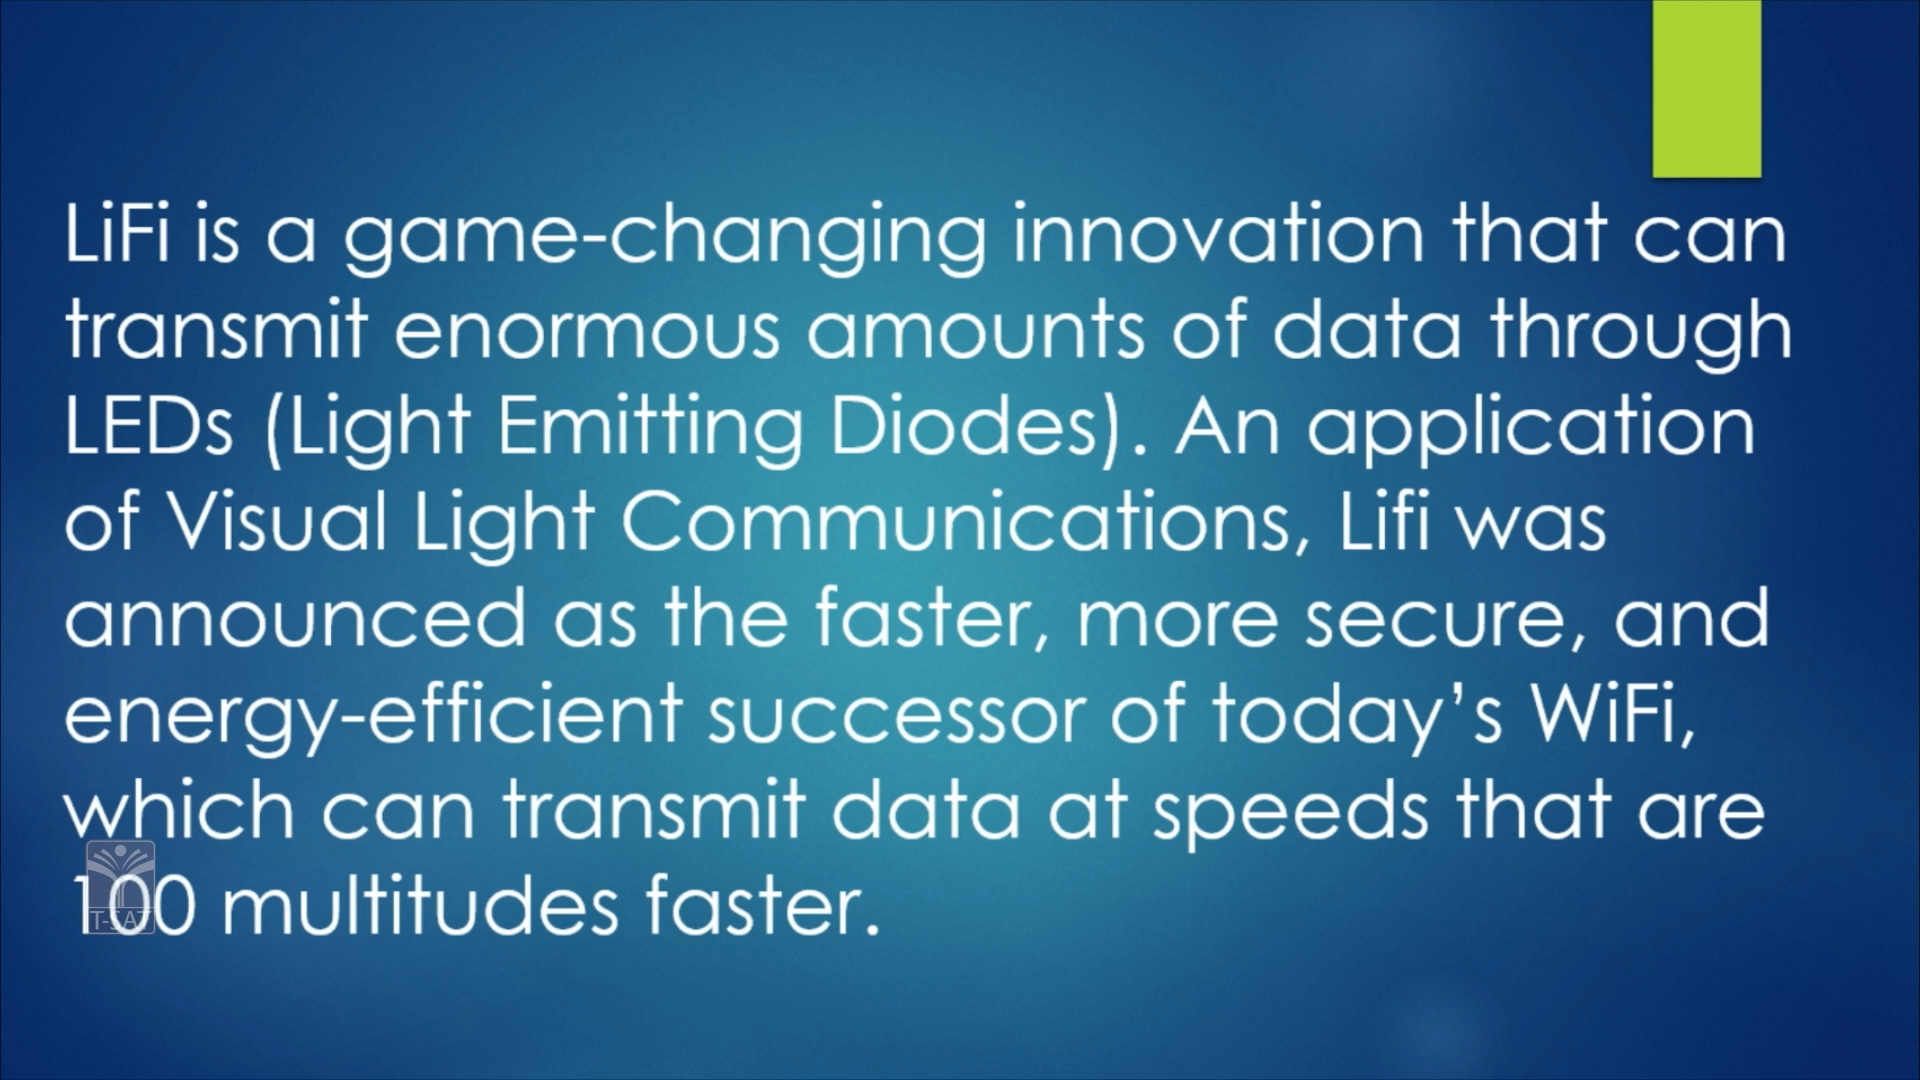 LiFi is a game-changing innovation that can
transmit enormous amounts of data through
LEDs (Light Emitting Diodes). An application
of Visual Light Communications, Lifi was
announced as the faster, more secure, and
energy-efficient successor of today’s WiFi,
which can transmit data at speeds that are
100 multitudes faster.
T-SAT